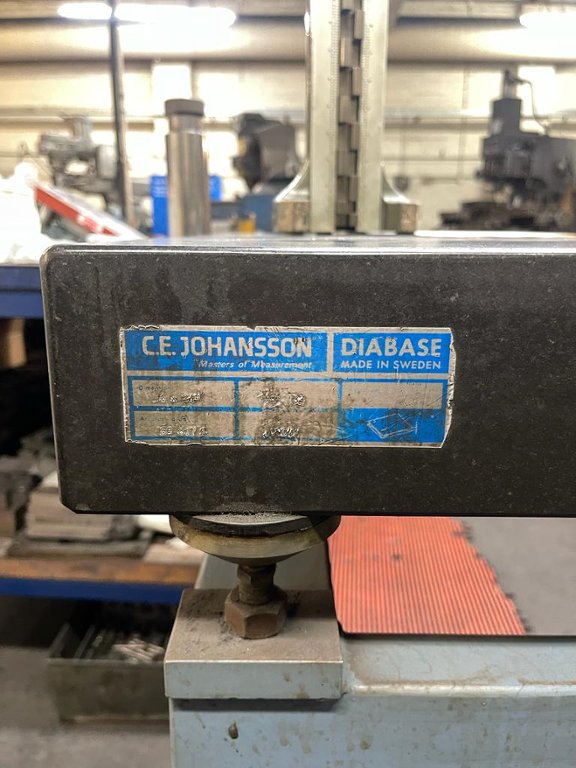 C.E. JOHANSSON
Masters of Measurement
DIABASE
MADE IN SWEDEN